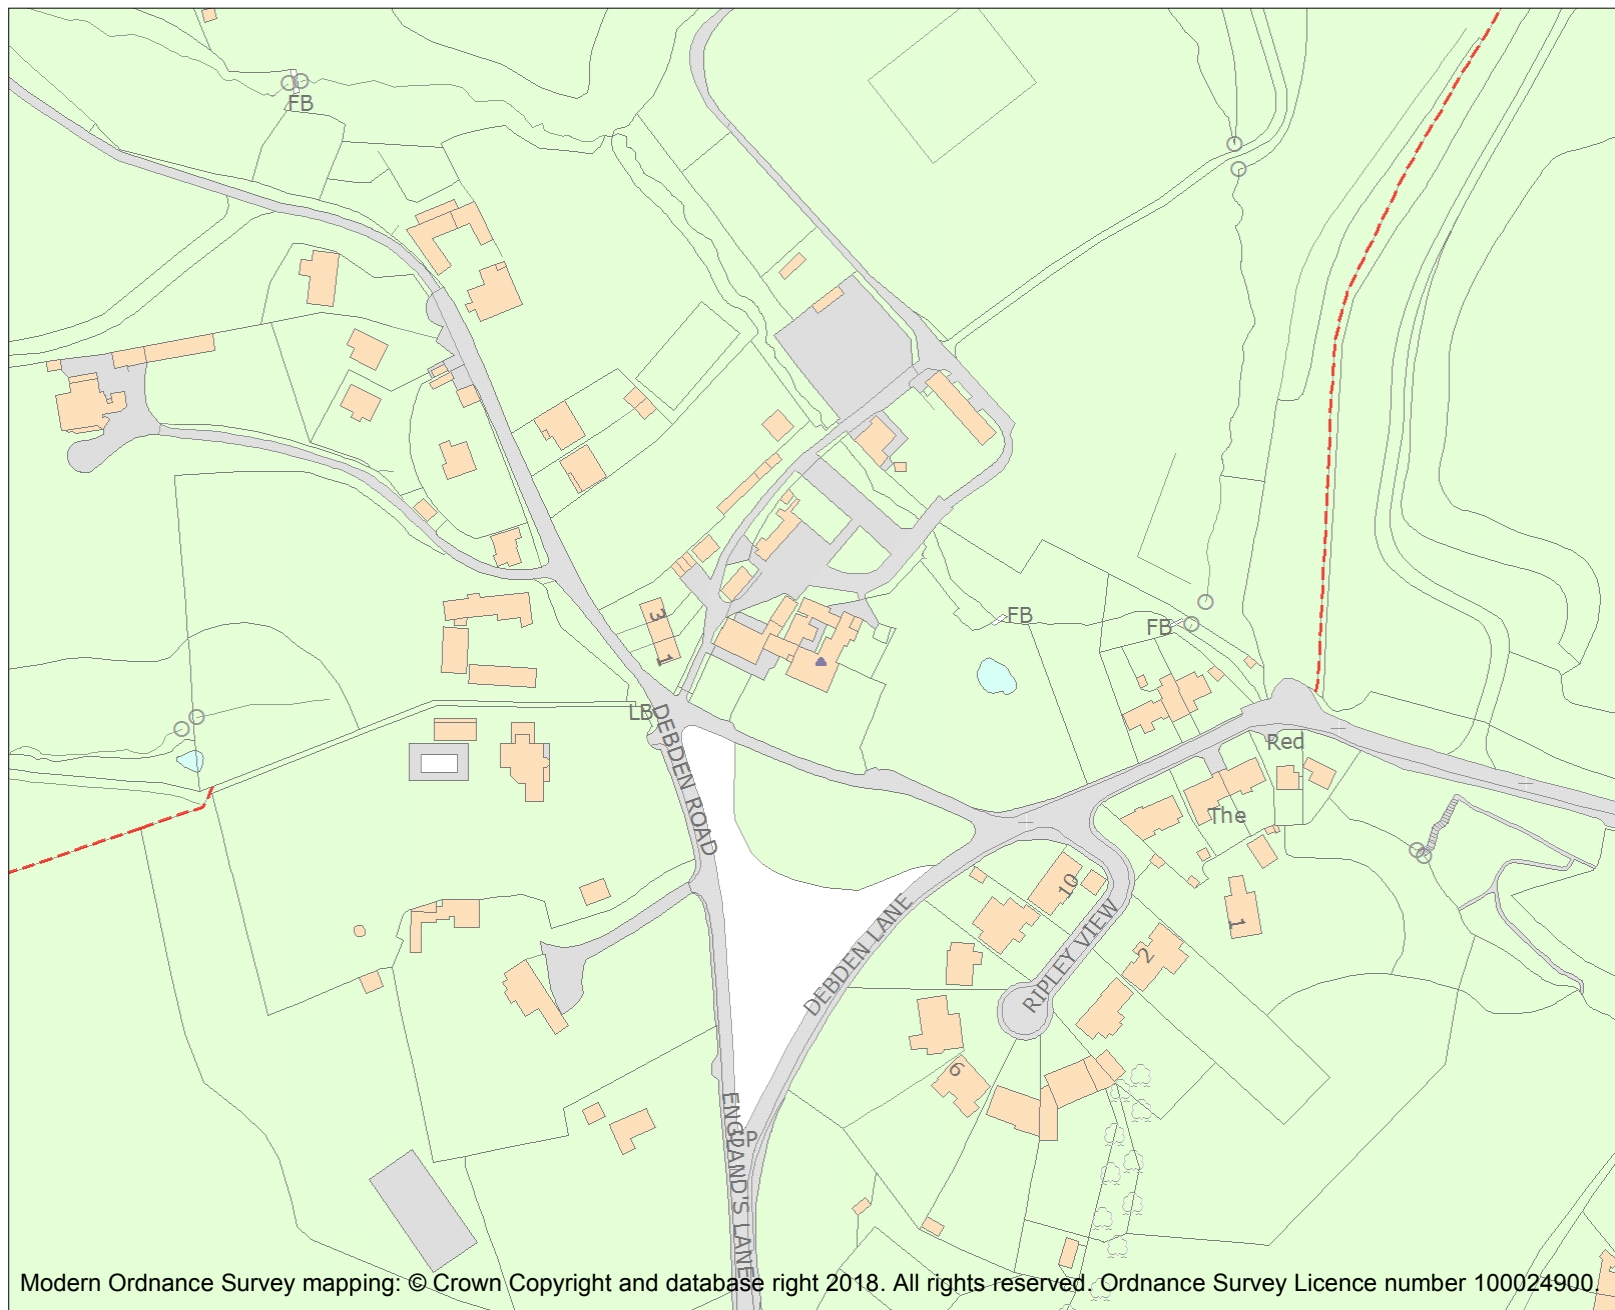 FB
FB
FB
3
1
LB
DEBDEN ROAD
Red
The
10
1
DEBDEN LANE
RIPLEY VIEW
2
6
ENGLAND'S LANE
GP
Modern Ordnance Survey mapping: © Crown Copyright and database right 2018. All rights reserved. Ordnance Survey Licence number 100024900.